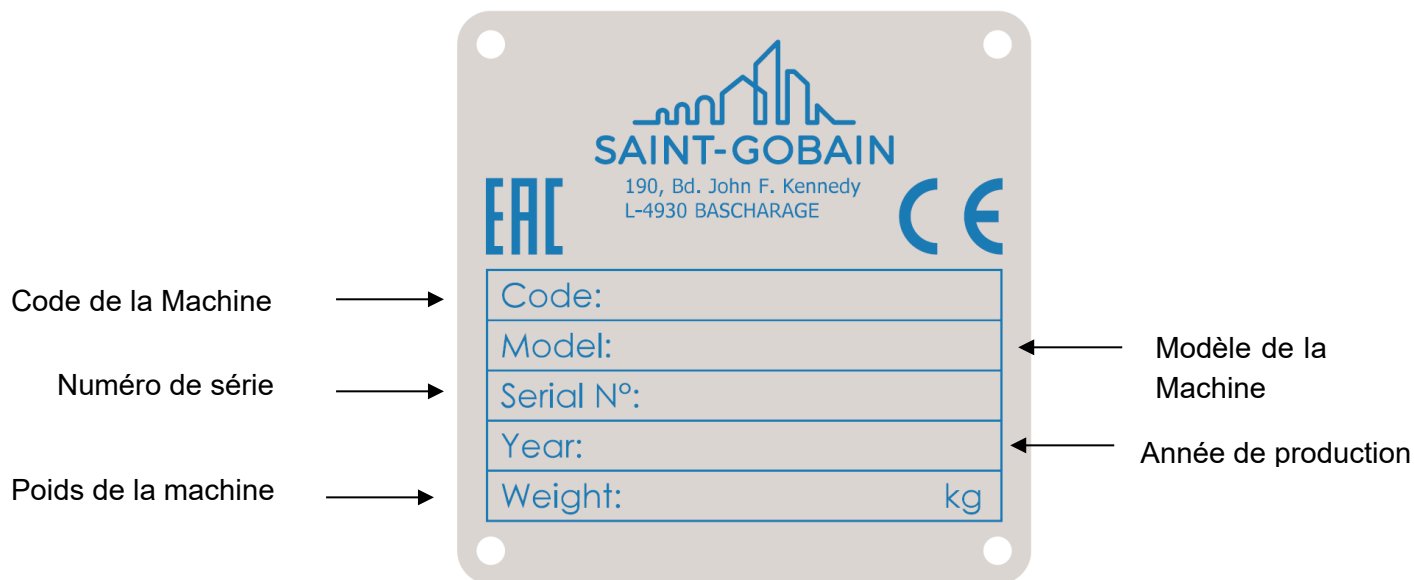 SAINT-GOBAIN
190, Bd. John F. Kennedy
L-4930 BASCHARAGE
EAC
CE
Code de la Machine
Code:
Model:
Modèle de la
Machine
Numéro de série
Serial N°:
Year:
Année de production
Poids de la machine
Weight: kg